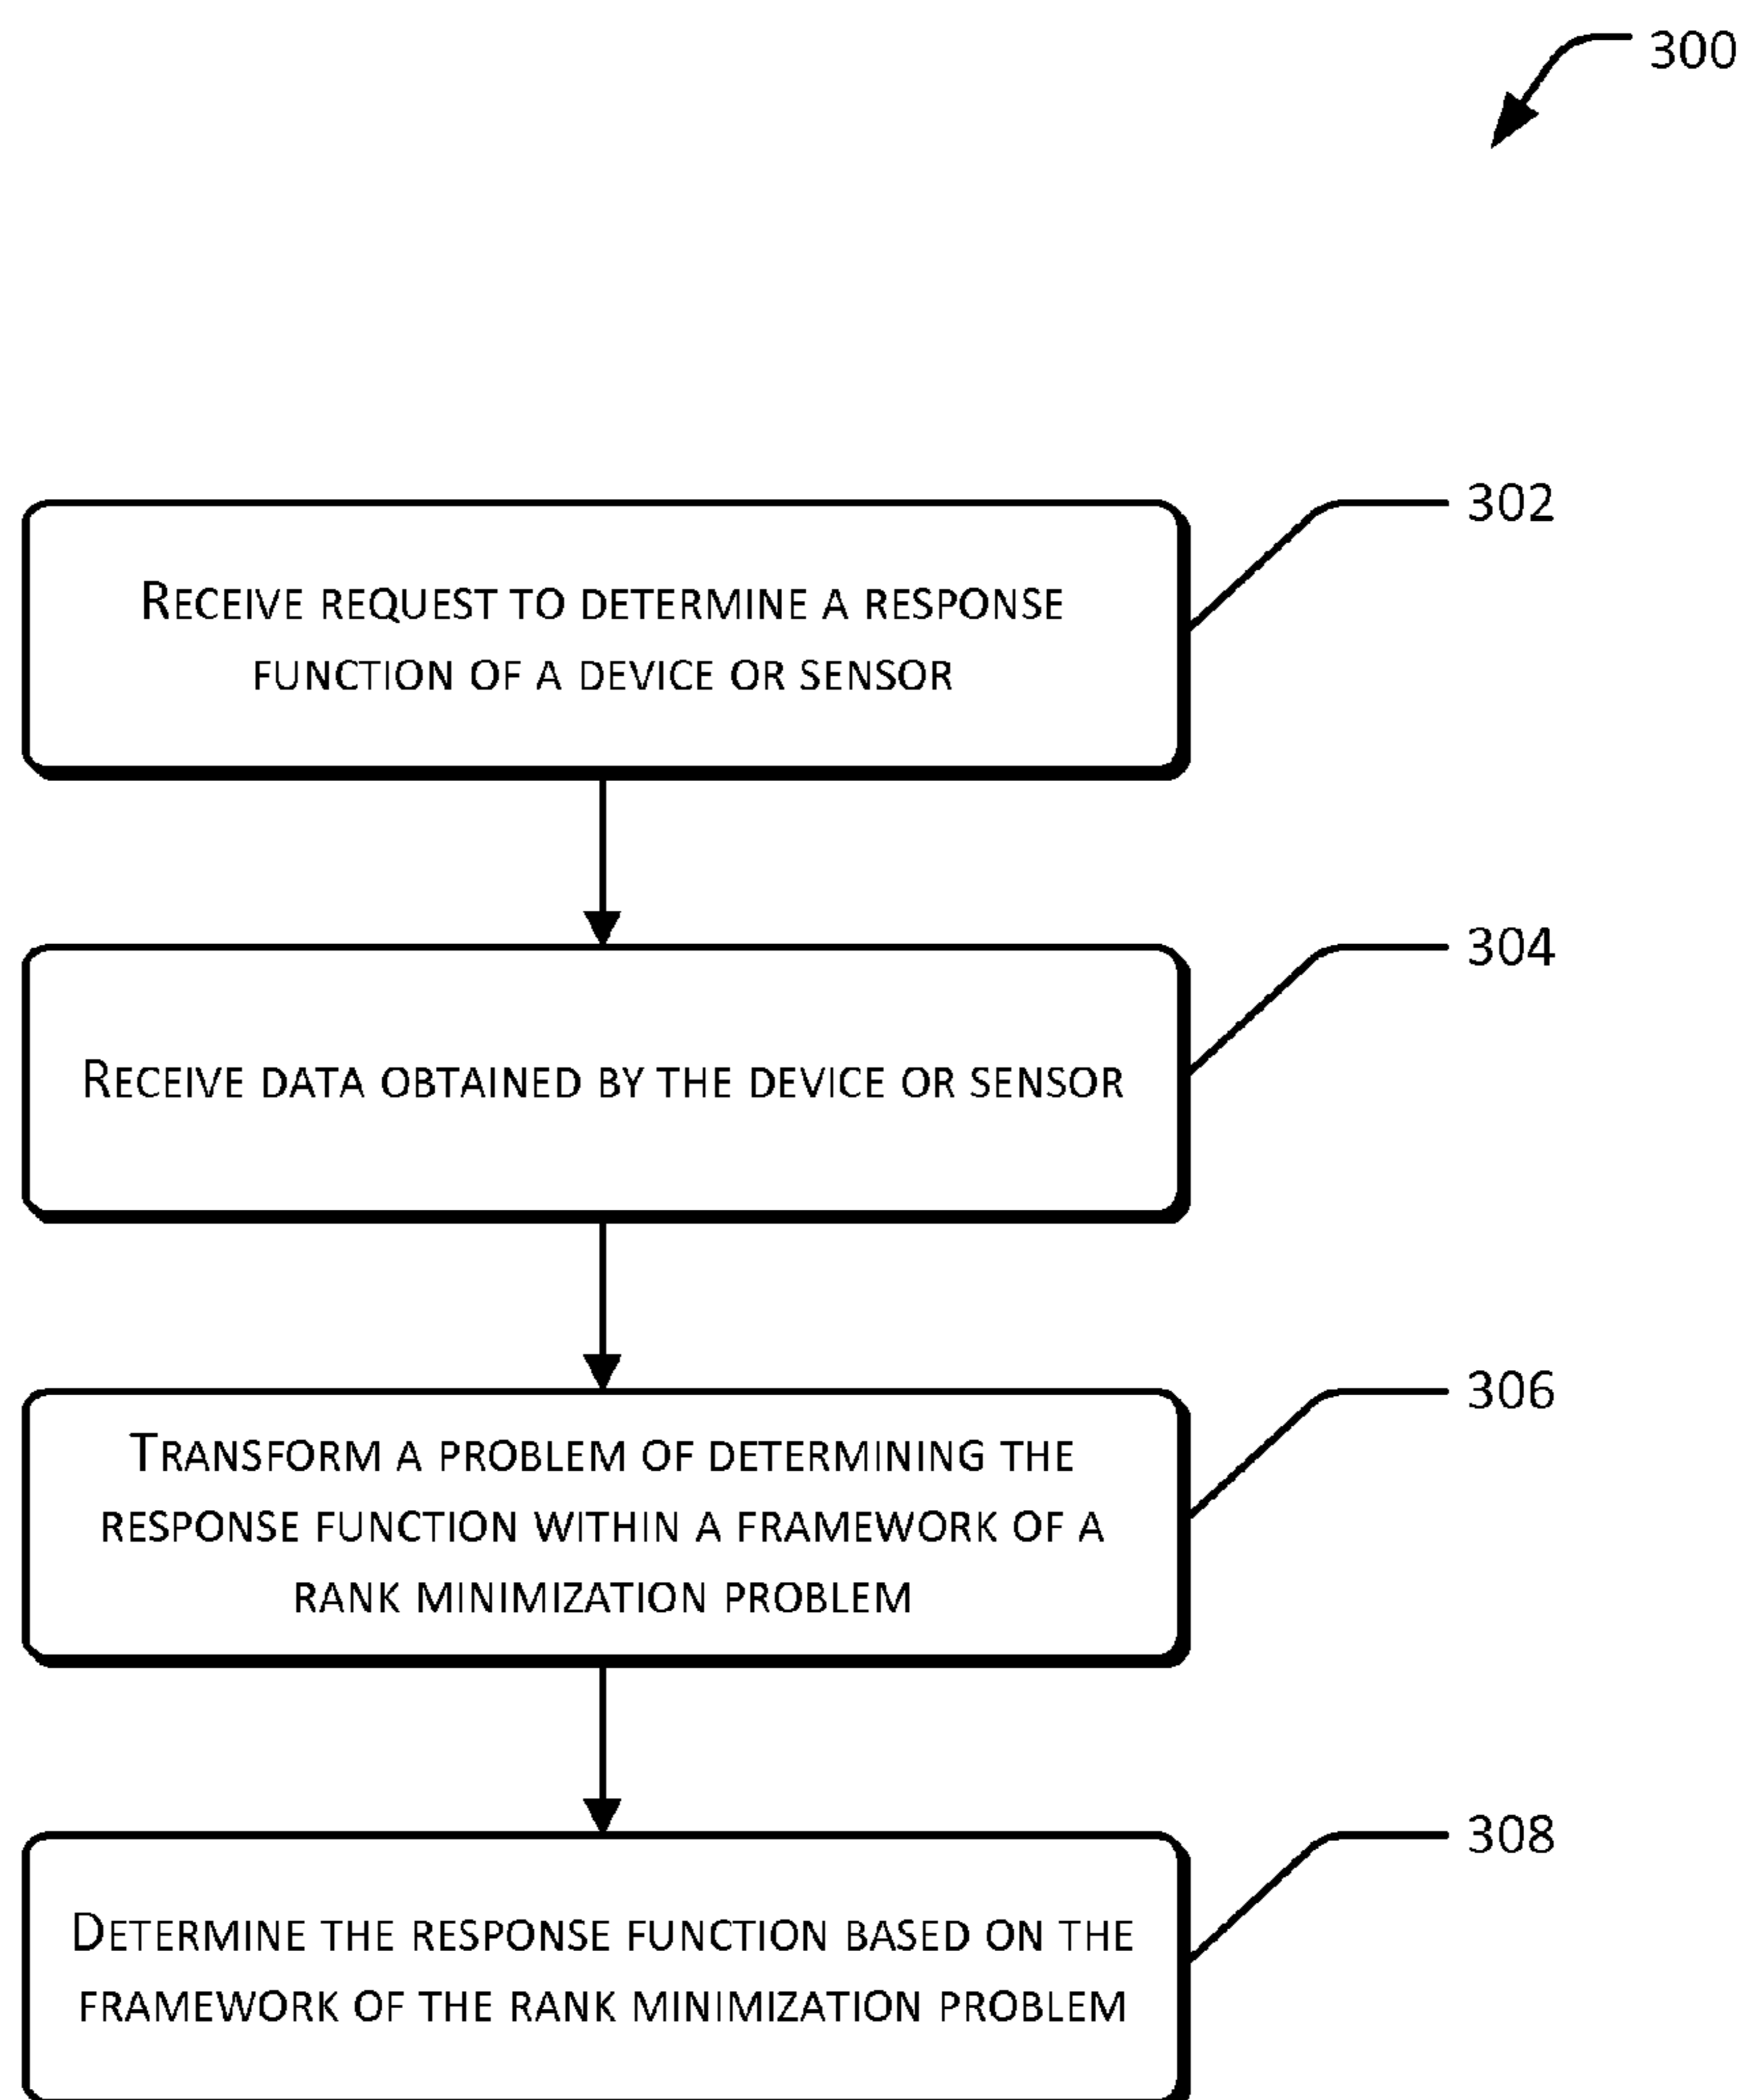 300
302
RECEIVE REQUEST TO DETERMINE A RESPONSE
FUNCTION OF A DEVICE OR SENSOR
304
RECEIVE DATA OBTAINED BY THE DEVICE OR SENSOR
306
TRANSFORM A PROBLEM OF DETERMINING THE
RESPONSE FUNCTION WITHIN A FRAMEWORK OF A
RANK MINIMIZATION PROBLEM
308
DETERMINE THE RESPONSE FUNCTION BASED ON THE
FRAMEWORK OF THE RANK MINIMIZATION PROBLEM